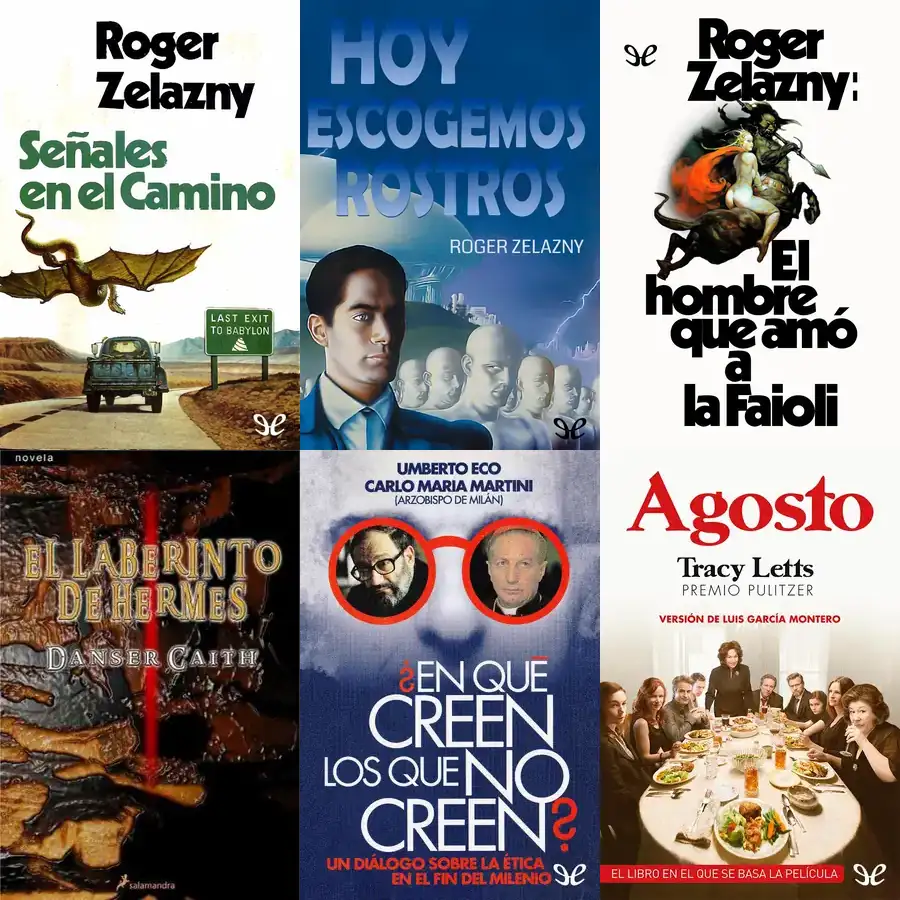 Roger
Zelazny
Señales
en el Camino
LAST EXIT
TO BABYLON
HOY
ESCOGEMOS
ROSTROS
ROGER ZELAZNY
Roger
Zelazny:
El
hombre
que amó
a
la Faioli
novela
EL LABERINTO
DE HERMES
DANSER CAITH
salamandra
UMBERTO ECO
CARLO MARIA MARTINI
(ARZOBISPO DE MILÁN)
¿EN QUÉ
CREEN
LOS QUE NO
CREEN?
UN DIÁLOGO SOBRE LA ÉTICA
EN EL FIN DEL MILENIO
Agosto
Tracy Letts
PREMIO PULITZER
VERSIÓN DE LUIS GARCÍA MONTERO
EL LIBRO EN EL QUE SE BASA LA PELÍCULA